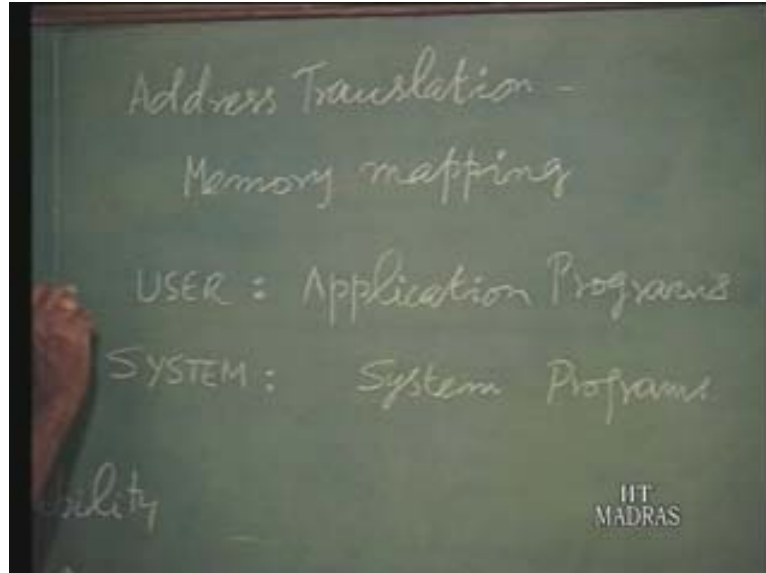 Address Translation -
Memory mapping
USER : Application Programs
SYSTEM : System Programs
IIT
MADRAS